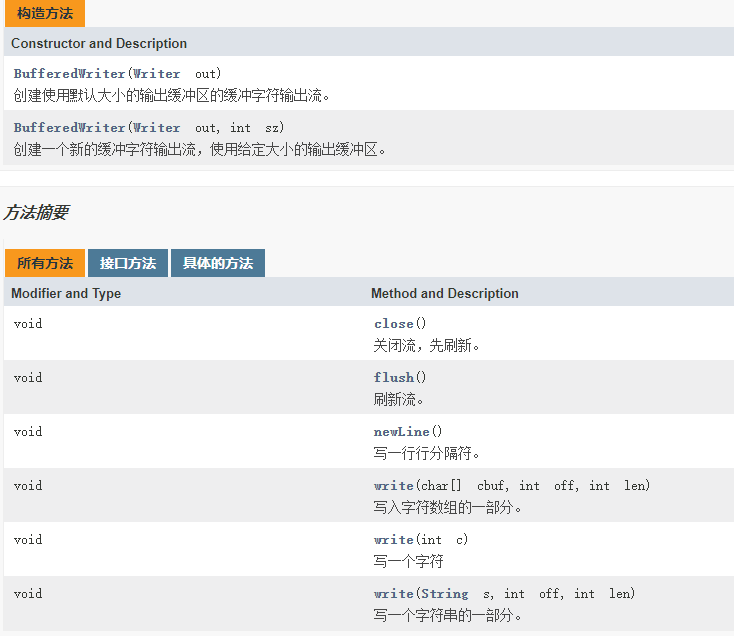 构造方法
Constructor and Description
BufferedWriter(Writer out)
创建使用默认大小的输出缓冲区的缓冲字符输出流。
BufferedWriter(Writer out, int sz)
创建一个新的缓冲字符输出流，使用给定大小的输出缓冲区。
方法摘要
所有方法 接口方法 具体的方法
Modifier and Type Method and Description
void close()
关闭流，先刷新。
void flush()
刷新流。
void newLine()
写一行行分隔符。
void write(char[] cbuf, int off, int len)
写入字符数组的一部分。
void write(int c)
写一个字符
void write(String s, int off, int len)
写一个字符串的一部分。